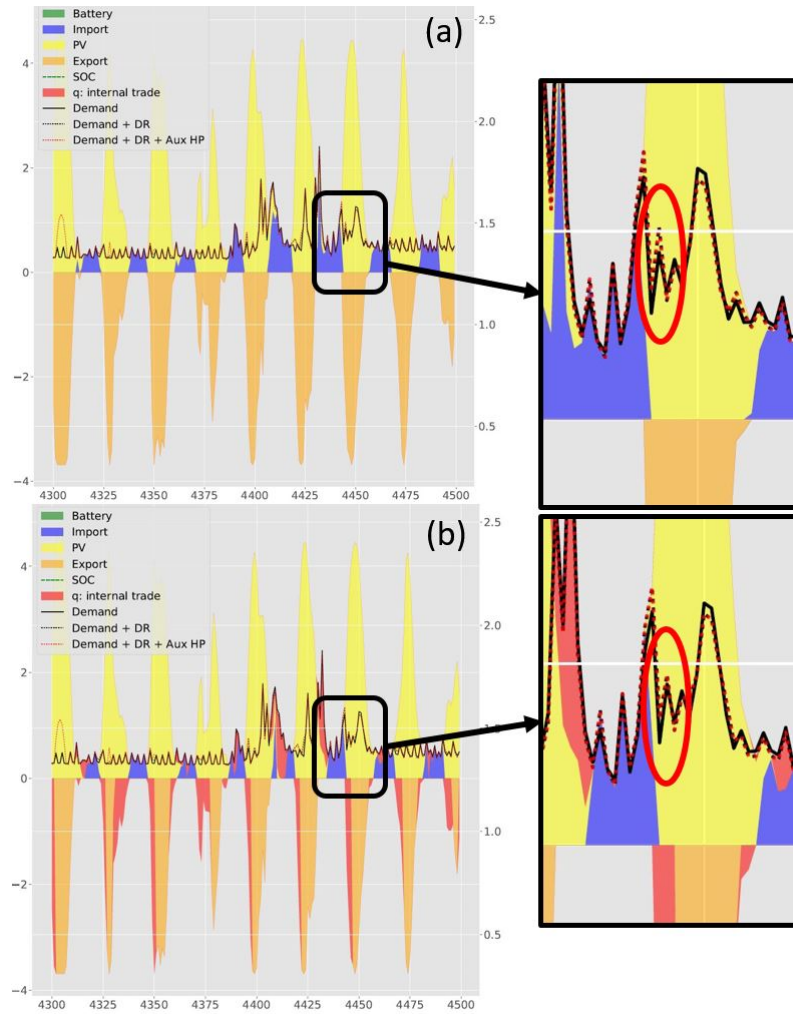 (a)
Battery
Import
PV
Export
SOC
q: internal trade
Demand
Demand + DR
Demand + DR + Aux HP
4
2
0
−2
−4
2.5
2.0
1.5
1.0
0.5
4300 4325 4350 4375 4400 4425 4450 4475 4500
(b)
Battery
Import
PV
Export
SOC
q: internal trade
Demand
Demand + DR
Demand + DR + Aux HP
4
2
0
−2
−4
2.5
2.0
1.0
0.5
4300 4325 4350 4375 4400 4425 4450 4475 4500